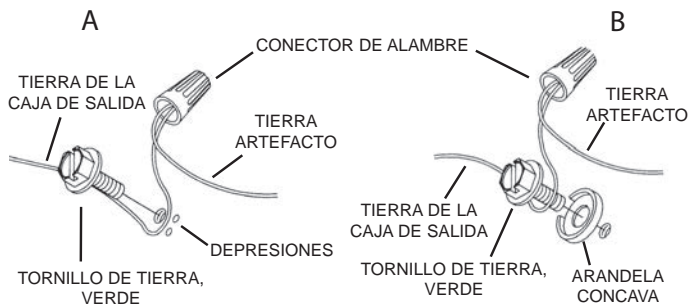 A
B
CONECTOR DE ALAMBRE
TIERRA DE LA
CAJA DE SALIDA
TIERRA
ARTEFACTO
TIERRA
ARTEFACTO
DEPRESIONES
TORNILLO DE TIERRA,
VERDE
TIERRA DE LA
CAJA DE SALIDA
TORNILLO DE TIERRA,
VERDE
ARANDELA
CONCAVA